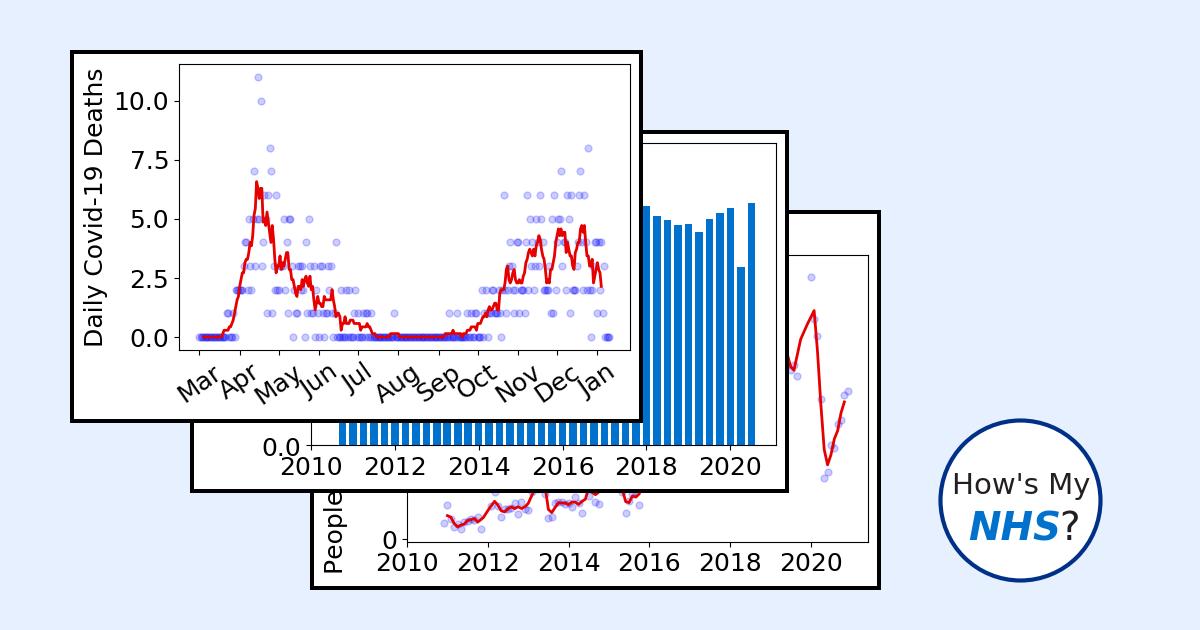 Daily Covid-19 Deaths
10.0
7.5
5.0
2.5
0.0
Mar Apr May Jun Jul Aug Sep Oct Nov Dec Jan
0.0
2010 2012 2014 2016 2018 2020
People
0
2010 2012 2014 2016 2018 2020
How's My
NHS?